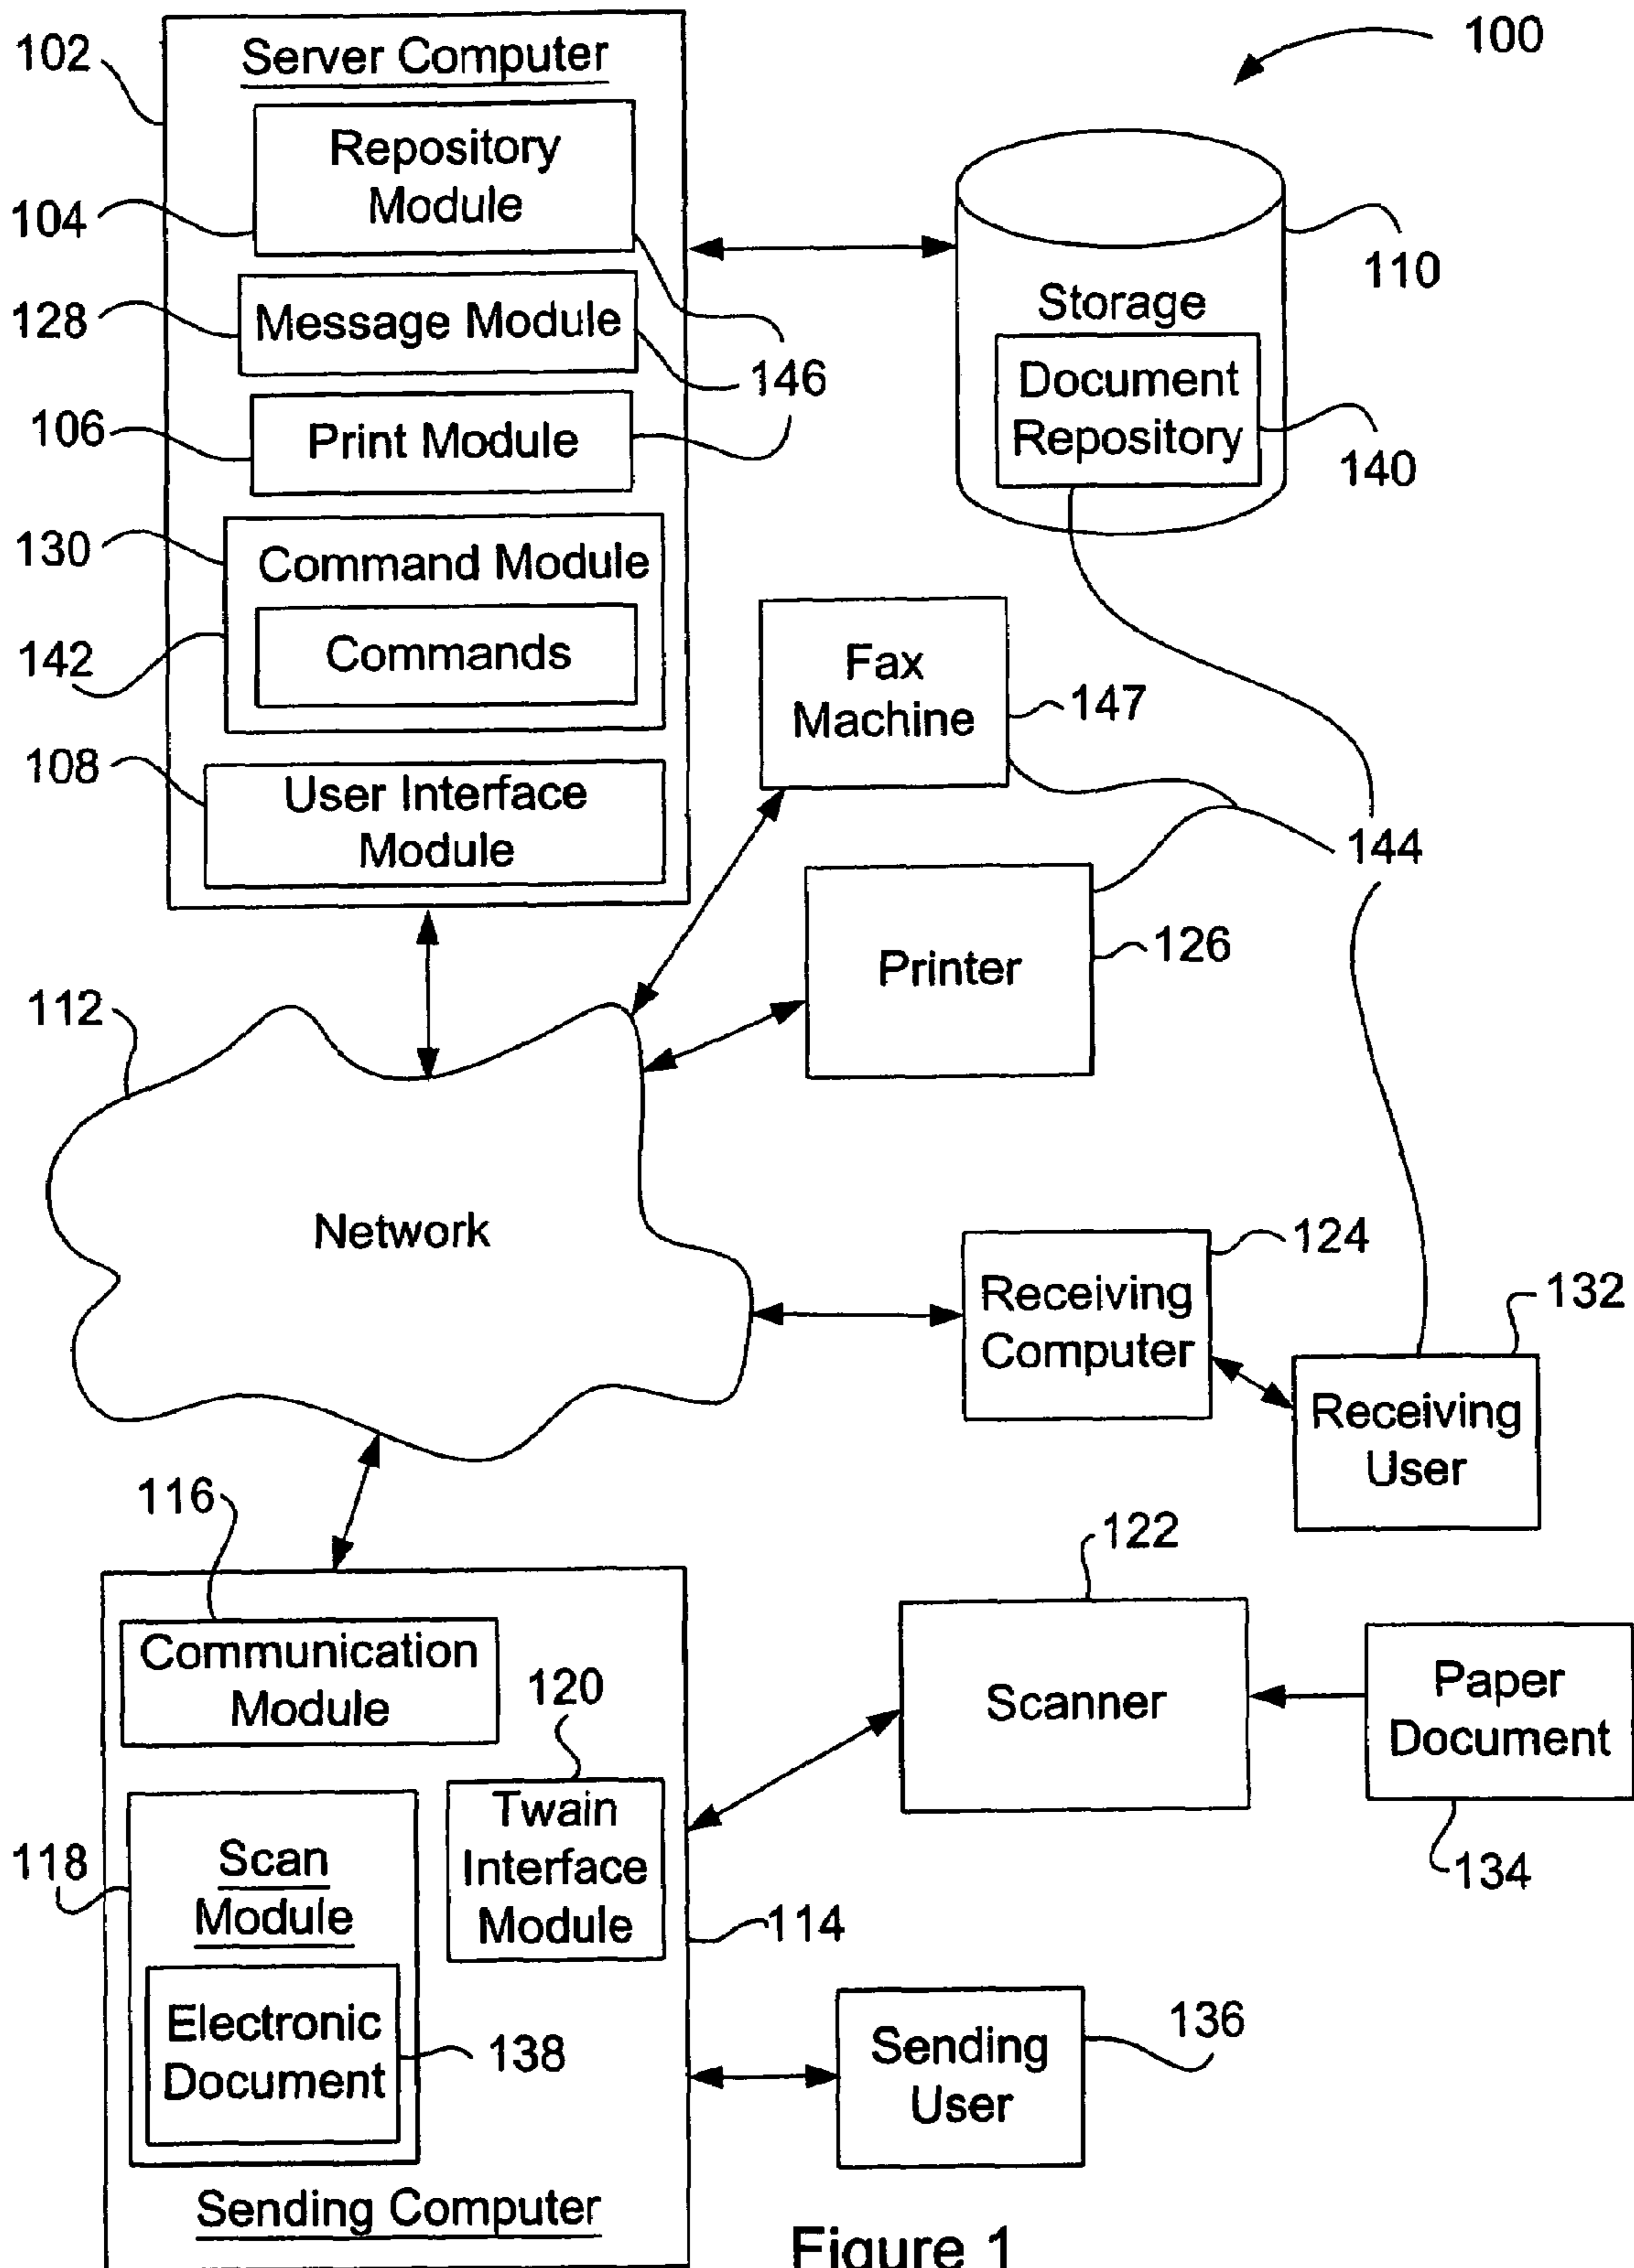 100
102
Server Computer
Repository
Module
104
128
Message Module
146
106
Print Module
130
Command Module
142
Commands
108
User Interface
Module
110
Storage
Document
Repository
140
Fax
Machine
147
144
Printer
126
112
Network
124
Receiving
Computer
132
Receiving
User
116
Communication
Module
120
Twain
Interface
Module
118
Scan
Module
114
Electronic
Document
138
Sending Computer
122
Scanner
Paper
Document
134
Sending
User
136
Figure 1